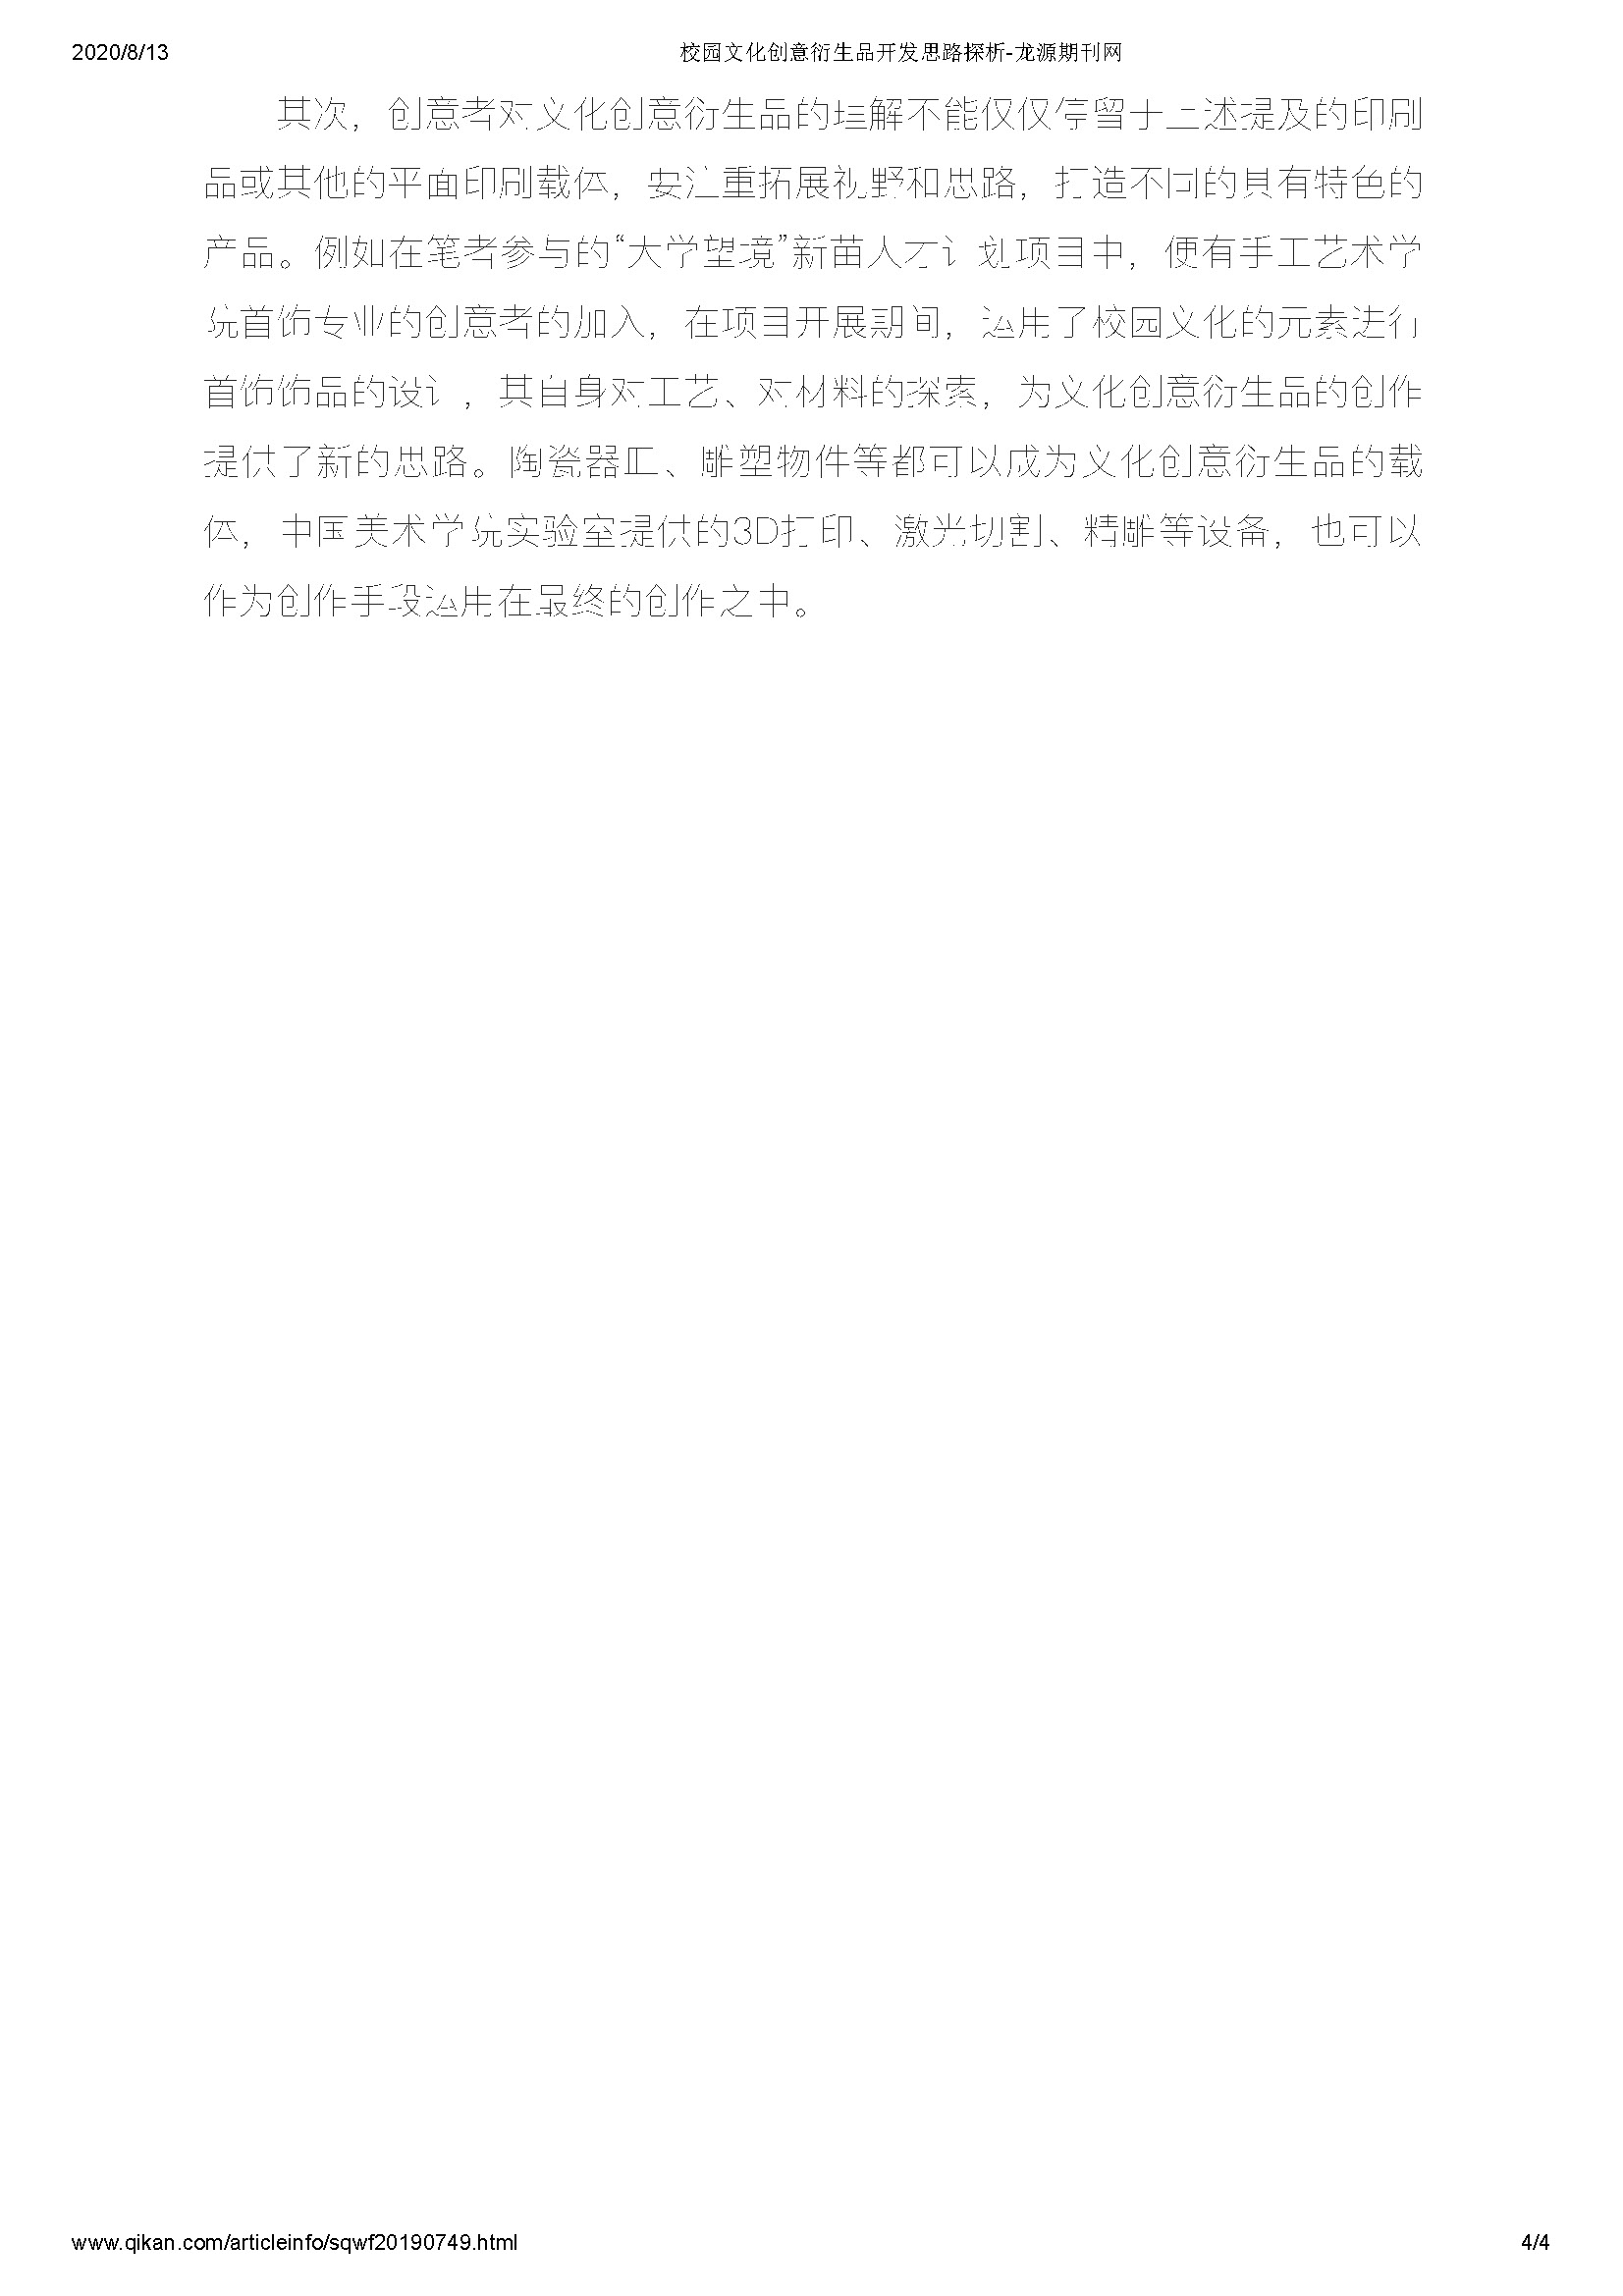 2020/8/13
校园文化创意衍生品开发思路探析-龙源期刊网
其次，创意者对文化创意衍生品的理解不能仅仅停留于上述提及的印刷
品或其他的平面印刷载体，要注重拓展视野和思路，打造不同的具有特色的
产品。例如在笔者参与的“大学望境”新苗人才计划项目中，便有手工艺术学
院首饰专业的创意者的加入，在项目开展期间，运用了校园文化的元素进行
首饰饰品的设计，其自身对工艺、对材料的探索，为文化创意衍生品的创作
提供了新的思路。陶瓷器皿、雕塑物件等都可以成为文化创意衍生品的载
体，中国美术学院实验室提供的3D打印、激光切割、精雕等设备，也可以
作为创作手段运用在最终的创作之中。
www.qikan.com/articleinfo/sqwf20190749.html
4/4